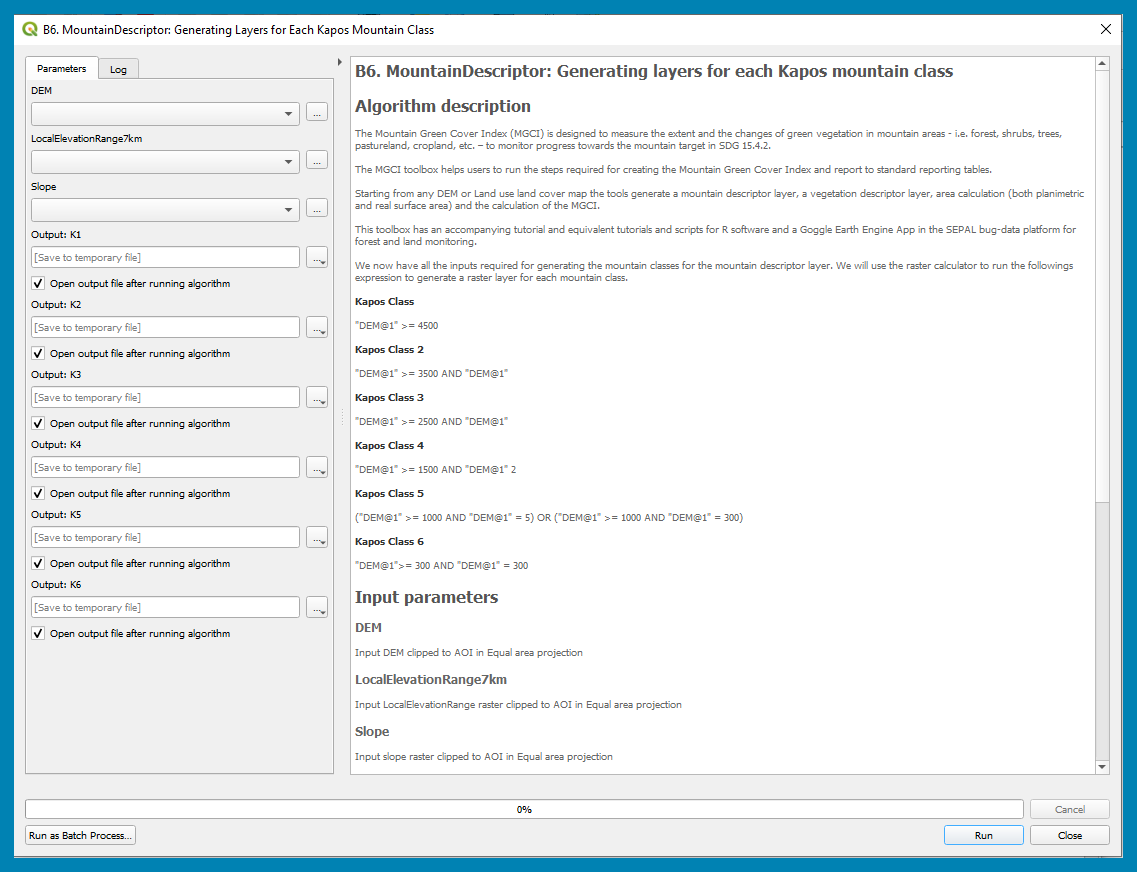 B6. MountainDescriptor: Generating Layers for Each Kapos Mountain Class
Parameters
Log
DEM
...
LocalElevationRange7km
...
Slope
...
Output: K1
[Save to temporary file]
...
Open output file after running algorithm
Output: K2
[Save to temporary file]
...
Open output file after running algorithm
Output: K3
[Save to temporary file]
...
Open output file after running algorithm
Output: K4
[Save to temporary file]
...
Open output file after running algorithm
Output: K5
[Save to temporary file]
...
Open output file after running algorithm
Output: K6
[Save to temporary file]
...
Open output file after running algorithm
B6. MountainDescriptor: Generating layers for each Kapos mountain class
Algorithm description
The Mountain Green Cover Index (MGCI) is designed to measure the extent and the changes of green vegetation in mountain areas - i.e. forest, shrubs, trees,
pastureland, cropland, etc. – to monitor progress towards the mountain target in SDG 15.4.2.
The MGCI toolbox helps users to run the steps required for creating the Mountain Green Cover Index and report to standard reporting tables.
Starting from any DEM or Land use land cover map the tools generate a mountain descriptor layer, a vegetation descriptor layer, area calculation (both planimetric
and real surface area) and the calculation of the MGCI.
This toolbox has an accompanying tutorial and equivalent tutorials and scripts for R software and a Goggle Earth Engine App in the SEPAL bug-data platform for
forest and land monitoring.
We now have all the inputs required for generating the mountain classes for the mountain descriptor layer. We will use the raster calculator to run the followings
expression to generate a raster layer for each mountain class.
Kapos Class
"DEM@1" >= 4500
Kapos Class 2
"DEM@1" >= 3500 AND "DEM@1"
Kapos Class 3
"DEM@1" >= 2500 AND "DEM@1"
Kapos Class 4
"DEM@1" >= 1500 AND "DEM@1" 2
Kapos Class 5
("DEM@1" >= 1000 AND "DEM@1" = 5) OR ("DEM@1" >= 1000 AND "DEM@1" = 300)
Kapos Class 6
"DEM@1">= 300 AND "DEM@1" = 300
Input parameters
DEM
Input DEM clipped to AOI in Equal area projection
LocalElevationRange7km
Input LocalElevationRange raster clipped to AOI in Equal area projection
Slope
Input slope raster clipped to AOI in Equal area projection
0%
Cancel
Run as Batch Process...
Run
Close